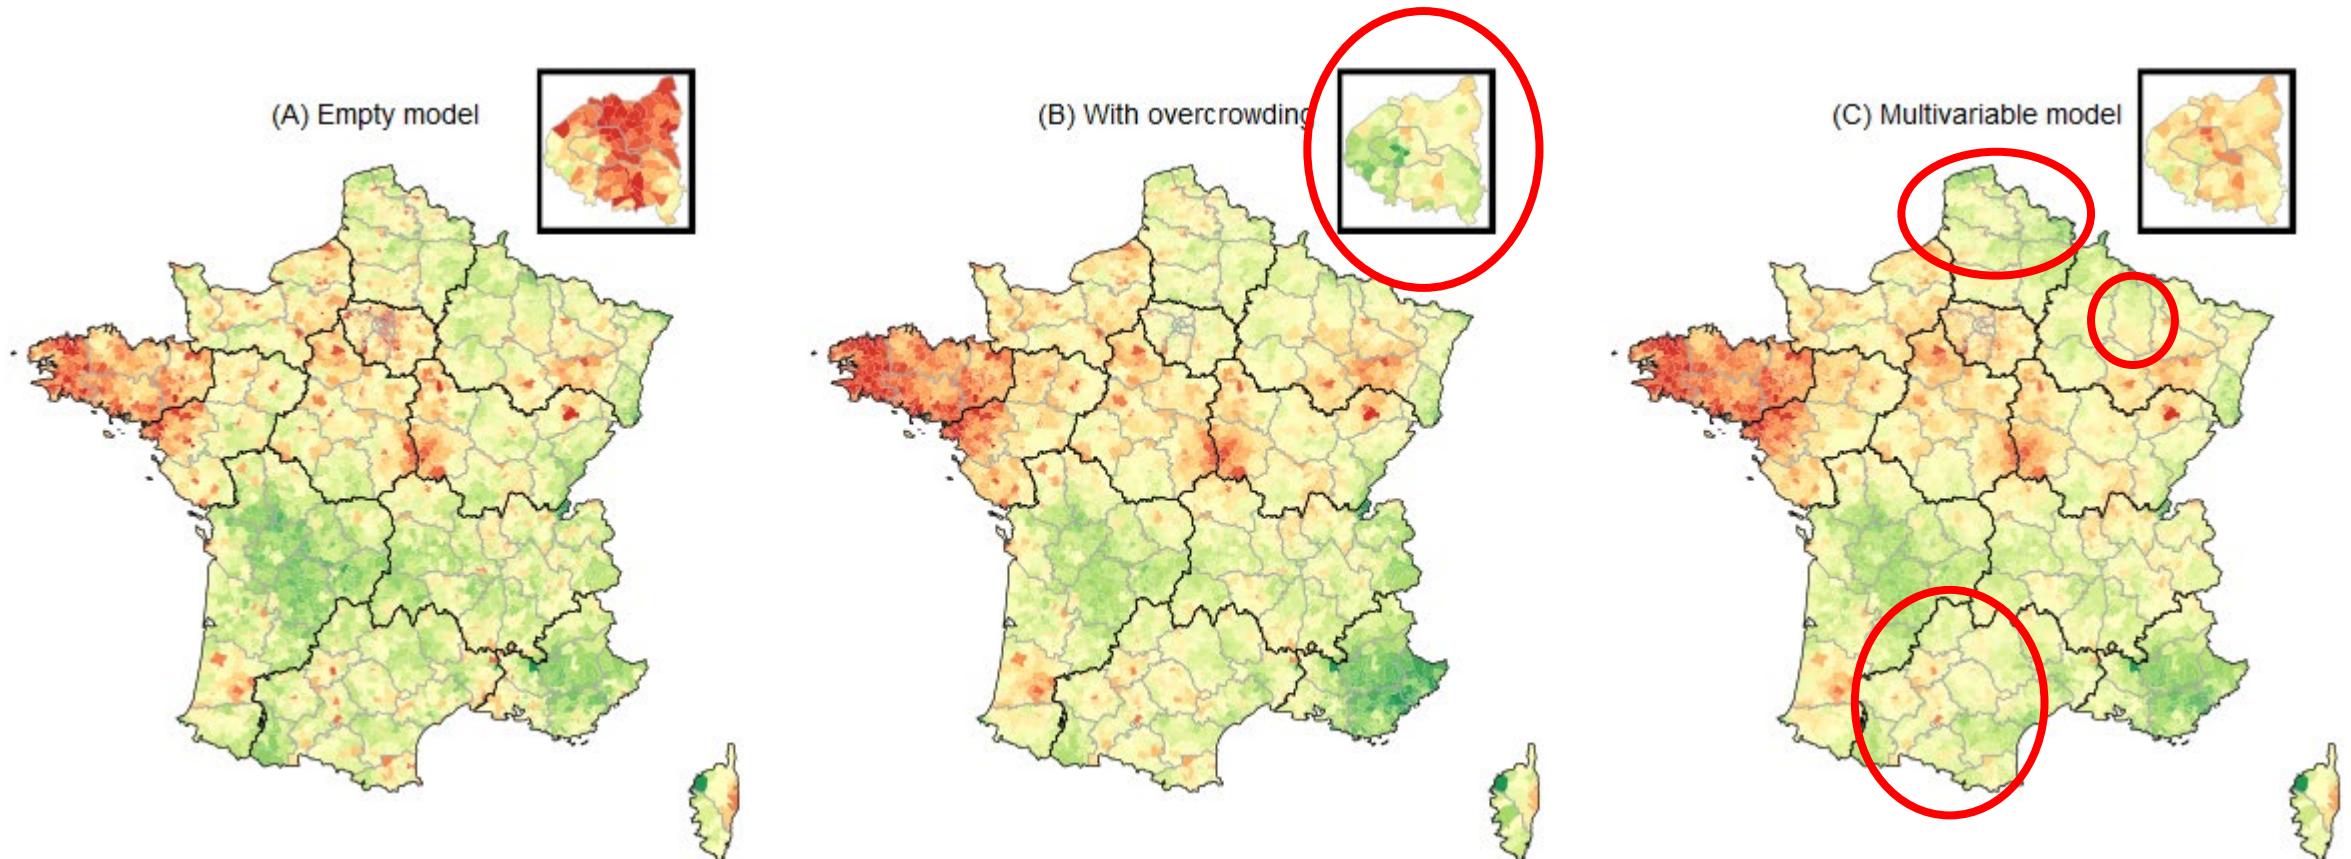 (A) Empty model
(B) With overcrowding
(C) Multivariable model